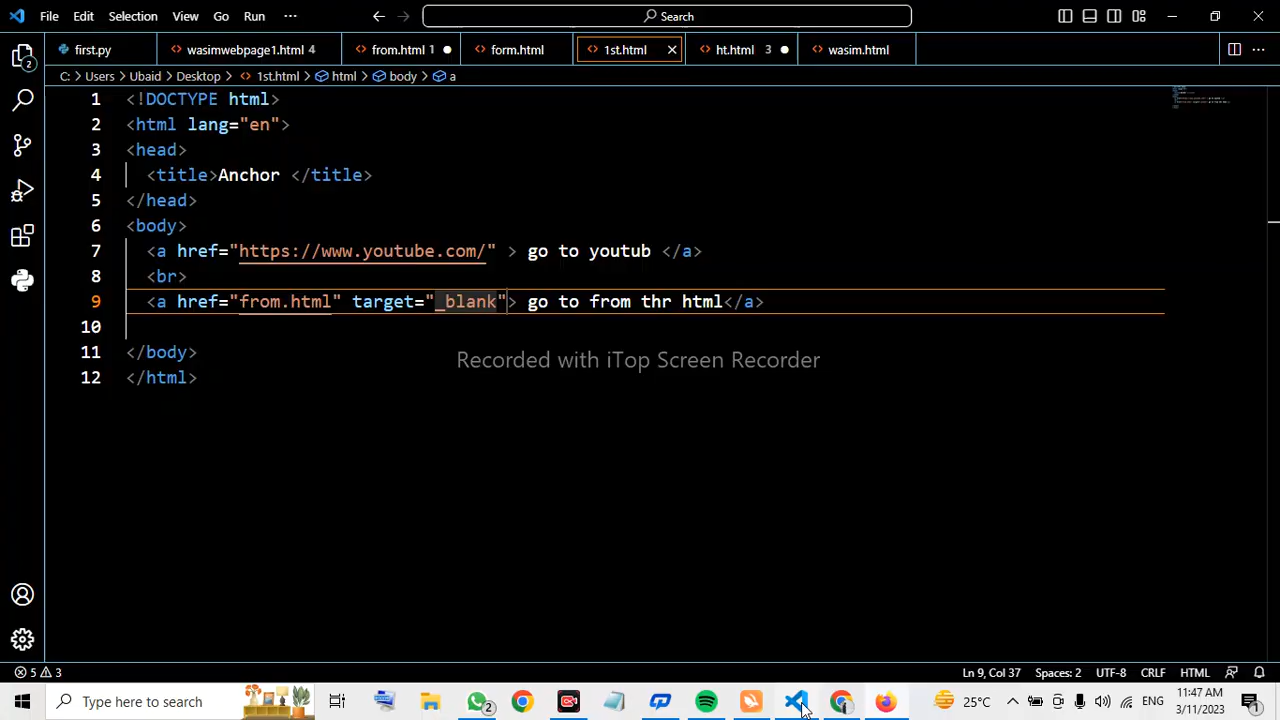 File Edit Selection View Go Run ··· Search
first.py wasimwebpage1.html 4 from.html 1 form.html 1st.html ht.html 3 wasim.html
C: > Users > Ubaid > Desktop > 1st.html > html > body > a
1 <!DOCTYPE html>
2 <html lang="en">
3 <head>
4 <title>Anchor </title>
5 </head>
6 <body>
7 <a href="https://www.youtube.com/" > go to youtub </a>
8 <br>
9 <a href="from.html" target="_blank"> go to from thr html</a>
10
11 </body>
12 </html>
Recorded with iTop Screen Recorder
2
5 3 Ln 9, Col 37 Spaces: 2 UTF-8 CRLF HTML
Type here to search 2 25°C ENG 11:47 AM
3/11/2023 1